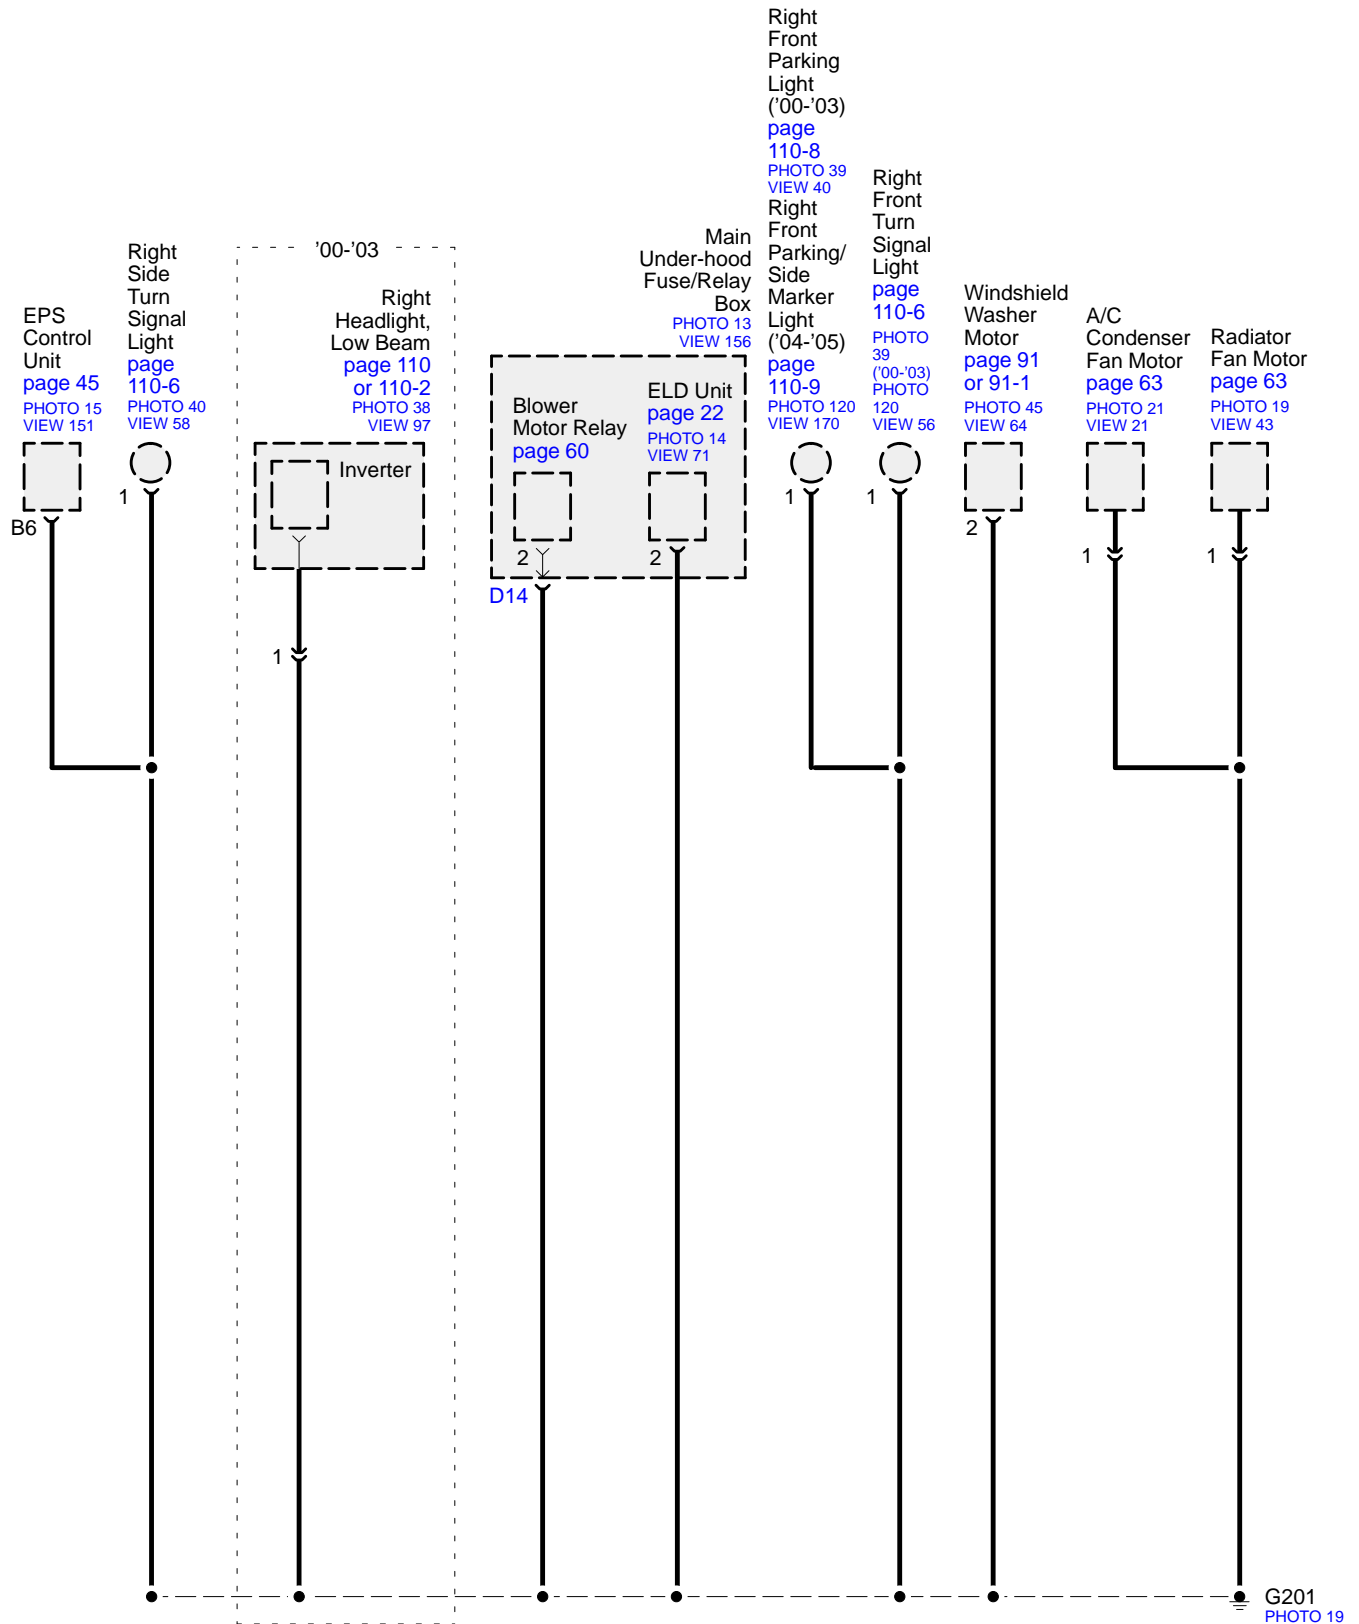 EPS
Control
Unit
page 45
PHOTO 15
VIEW 151
B6
Right
Side
Turn
Signal
Light
page
110-6
PHOTO 40
VIEW 58
1
’00-’03
Right
Headlight,
Low Beam
page 110
or 110-2
PHOTO 38
VIEW 97
Inverter
1
Main
Under-hood
Fuse/Relay
Box
PHOTO 13
VIEW 156
Blower
Motor Relay
page 60
2
D14
ELD Unit
page 22
PHOTO 14
VIEW 71
2
Right
Front
Parking
Light
(’00-’03)
page
110-8
PHOTO 39
VIEW 40
Right
Front
Parking/
Side
Marker
Light
(’04-’05)
page
110-9
PHOTO 120
VIEW 170
1
Right
Front
Turn
Signal
Light
page
110-6
PHOTO
39
(’00-’03)
PHOTO
120
VIEW 56
1
Windshield
Washer
Motor
page 91
or 91-1
PHOTO 45
VIEW 64
2
A/C
Condenser
Fan Motor
page 63
PHOTO 21
VIEW 21
1
Radiator
Fan Motor
page 63
PHOTO 19
VIEW 43
1
G201
PHOTO 19